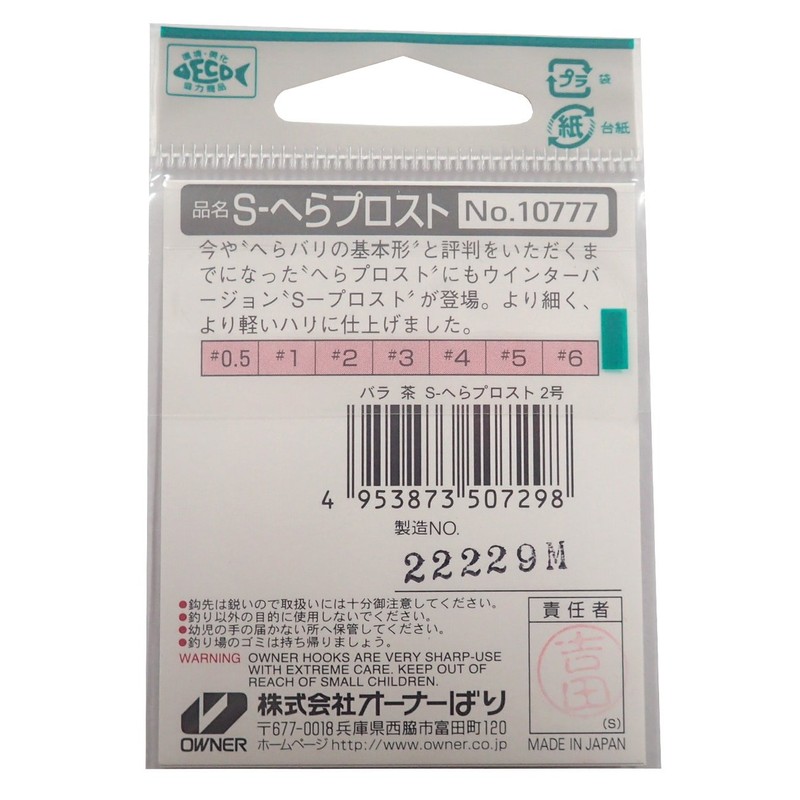 環境・美化
ECO
協力商品
プラ 袋
紙 台紙
品名 S-へらプロスト No.10777
今や〝へらバリの基本形〟と評判をいただくま
でになった〝へらプロスト〟にもウインターバ
ージョン〝S－プロスト〟が登場。より細く、
より軽いハリに仕上げました。
#0.5 #1 #2 #3 #4 #5 #6
バラ 茶 S-へらプロスト 2号
4 953873 507298
製造NO.
22229M
●鈎先は鋭いので取扱いには十分御注意してください。
●釣り以外の目的に使用しないでください。
●幼児の手の届かない所へ保管してください。
●釣り場のゴミは持ち帰りましょう。
WARNING OWNER HOOKS ARE VERY SHARP-USE
WITH EXTREME CARE. KEEP OUT OF
REACH OF SMALL CHILDREN.
責任者
吉田
(S)
MADE IN JAPAN
OWNER
株式会社オーナーばり
〒677-0018兵庫県西脇市富田町120
ホームページhttp://www.owner.co.jp